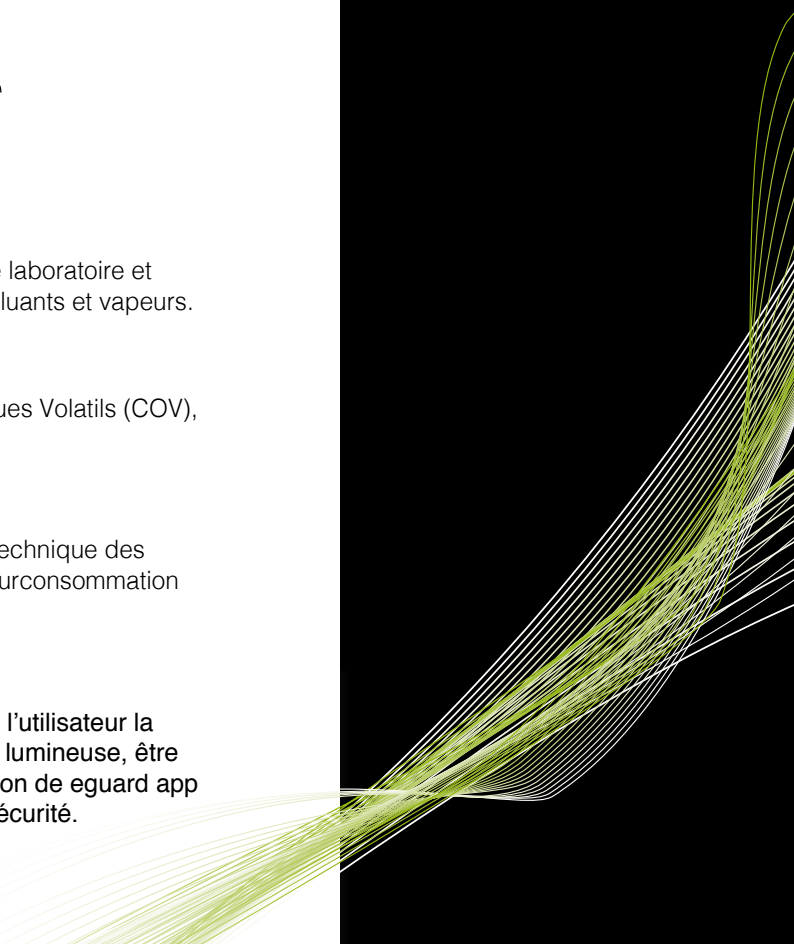 laboratoire et
luants et vapeurs.
ues Volatils (COV),
echnique des
urconsommation
l’utilisateur la
lumineuse, être
on de eguard app
écurité.